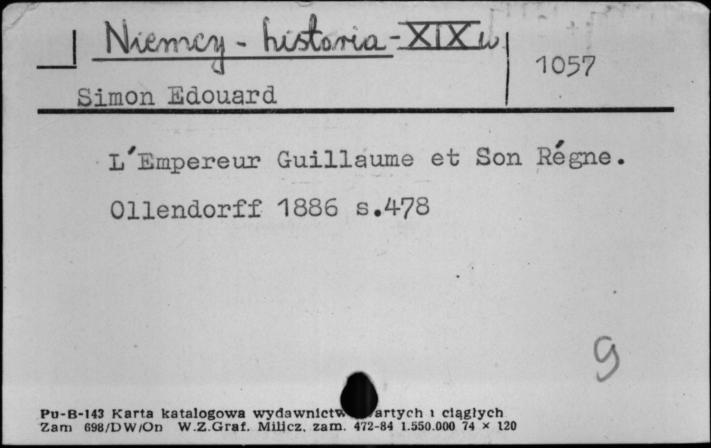 Niemcy - historia - XIX w
1057
Simon Edouard
L'Empereur Guillaume et Son Régne.
Ollendorff 1886 s.478
9
Pu-B-143 Karta katalogowa wydawnictw artych i ciągłych
Zam 698/DW/On W.Z.Graf. Milicz, zam. 472-84 1.550.000 74 × 120